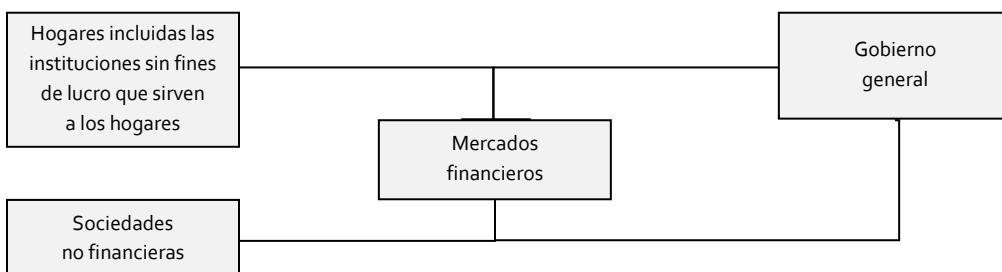 Hogares incluidas las
instituciones sin fines
de lucro que sirven
a los hogares
Gobierno
general
Mercados
financieros
Sociedades
no financieras